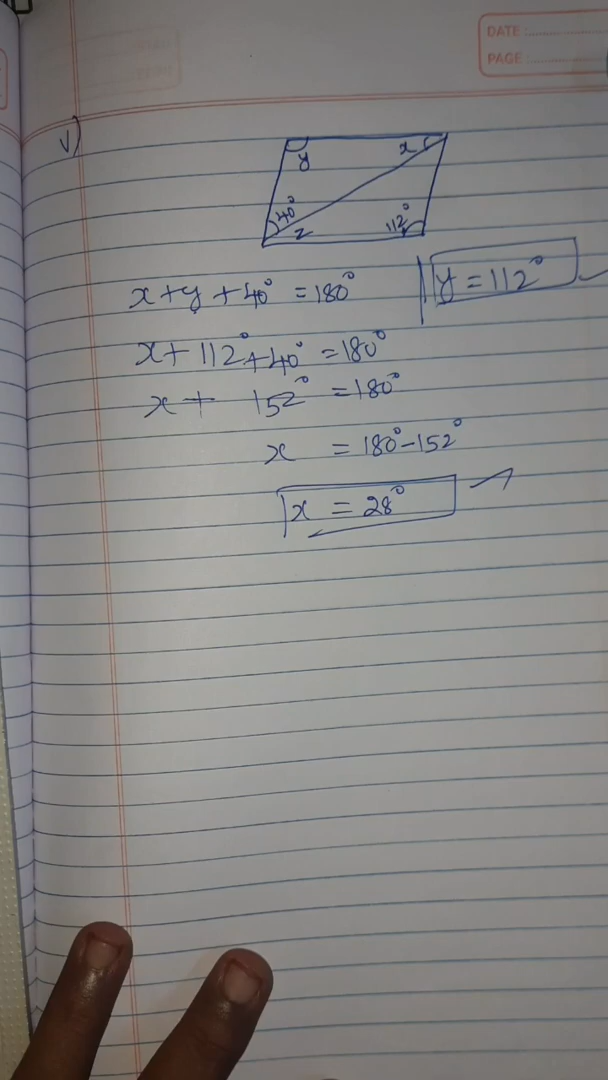 DATE :
PAGE :
v)
y x
40°
z 112°
x + y + 40° = 180°
y = 112°
x + 112° + 40° = 180°
x + 152° = 180°
x = 180° - 152°
x = 28°